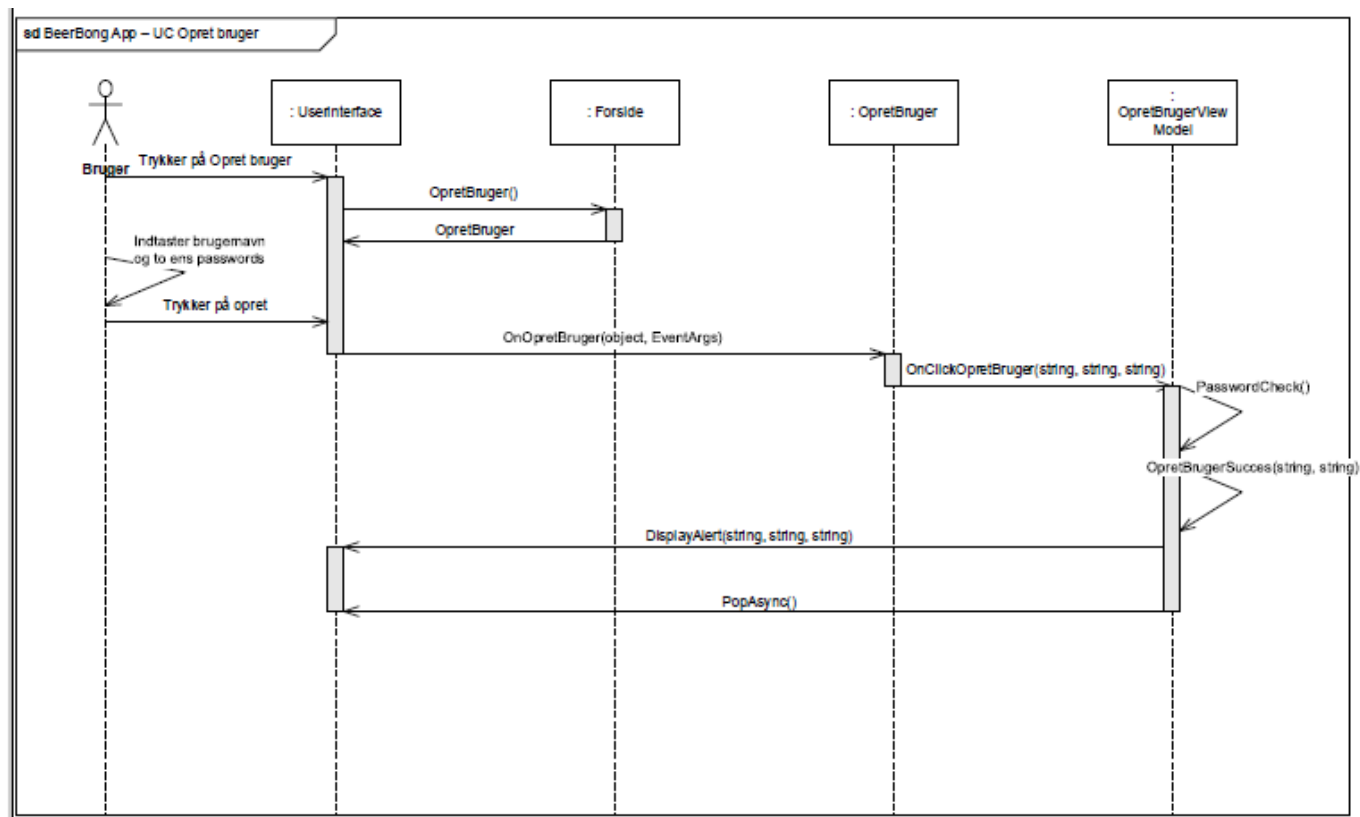 sd BeerBong App – UC Opret bruger
: UserInterface
: Forside
: OpretBruger
:
OpretBrugerView
Model
Bruger
Trykker på Opret bruger
OpretBruger()
OpretBruger
Indtaster brugernavn
og to ens passwords
Trykker på opret
OnOpretBruger(object, EventArgs)
OnClickOpretBruger(string, string, string)
PasswordCheck()
OpretBrugerSucces(string, string)
DisplayAlert(string, string, string)
PopAsync()